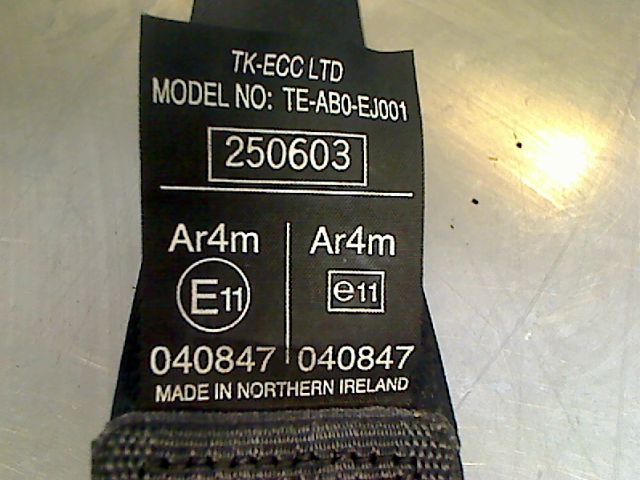 TK-ECC LTD
MODEL NO: TE-AB0-EJ001
250603
Ar4m Ar4m
E11 e11
040847 040847
MADE IN NORTHERN IRELAND